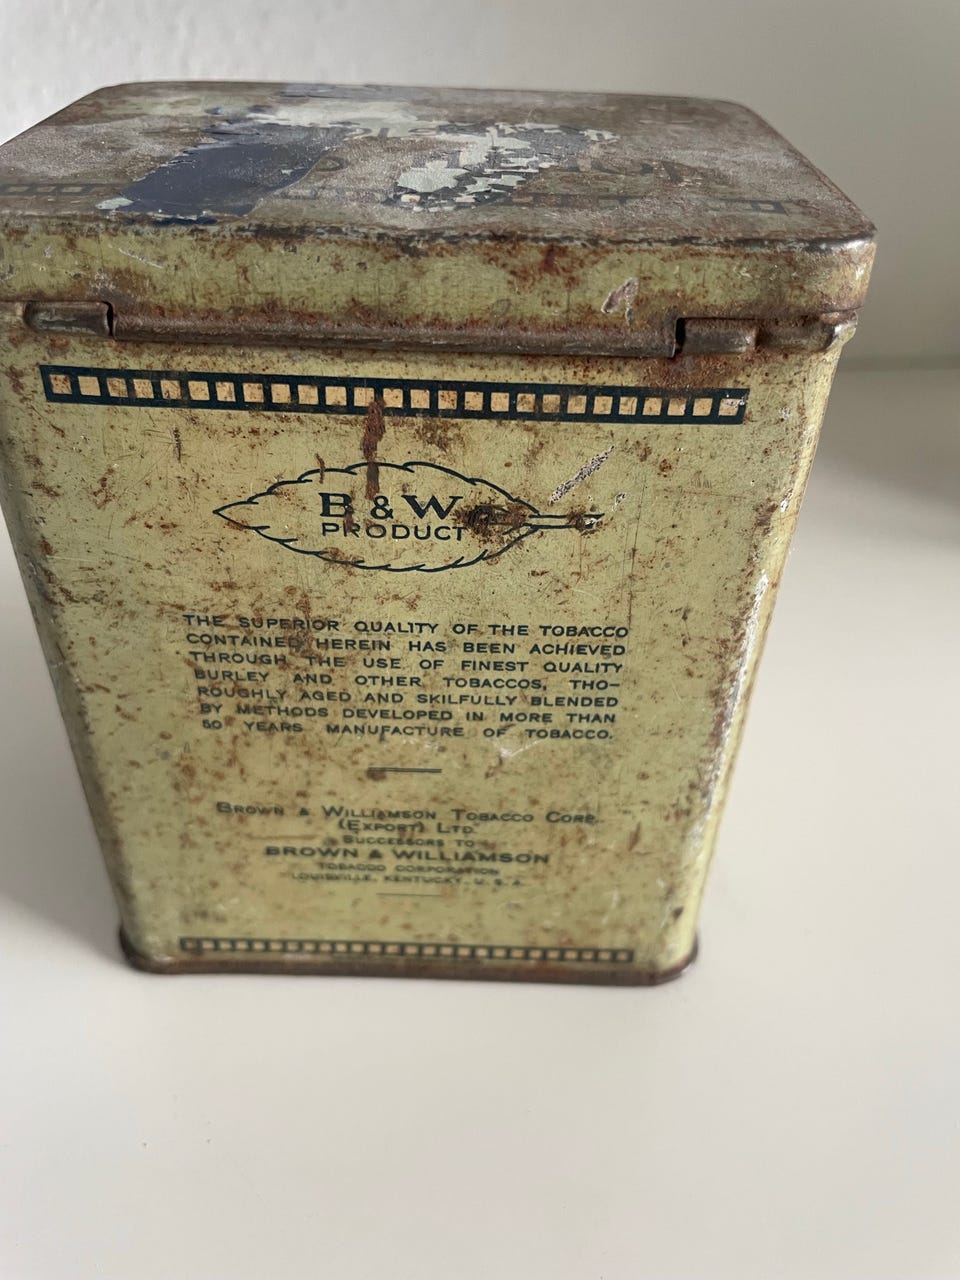 B & W
PRODUCT
THE SUPERIOR QUALITY OF THE TOBACCO
CONTAINED HEREIN HAS BEEN ACHIEVED
THROUGH THE USE OF FINEST QUALITY
BURLEY AND OTHER TOBACCOS, THO-
ROUGHLY AGED AND SKILFULLY BLENDED
BY METHODS DEVELOPED IN MORE THAN
50 YEARS MANUFACTURE OF TOBACCO.
BROWN & WILLIAMSON TOBACCO CORP.
(EXPORT) LTD.
SUCCESSORS TO
BROWN & WILLIAMSON
TOBACCO CORPORATION
LOUISVILLE, KENTUCKY, U.S.A.